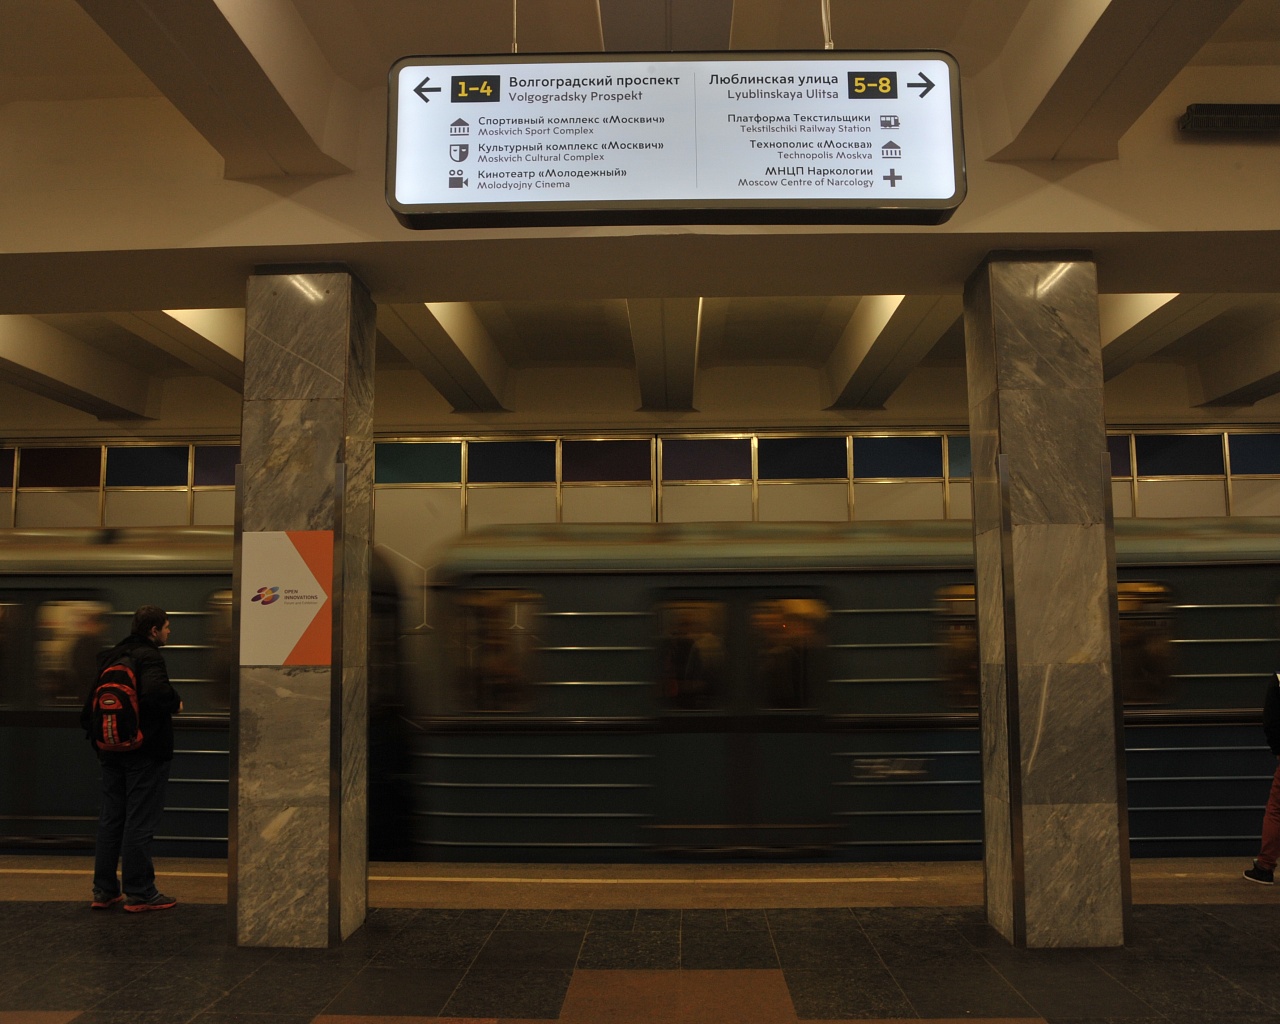 1–4 Волгоградский проспект
Volgogradsky Prospekt
Спортивный комплекс «Москвич»
Moskvich Sport Complex
Культурный комплекс «Москвич»
Moskvich Cultural Complex
Кинотеатр «Молодежный»
Molodyojny Cinema
Люблинская улица 5–8
Lyublinskaya Ulitsa
Платформа Текстильщики
Tekstilschiki Railway Station
Технополис «Москва»
Technopolis Moskva
МНЦП Наркологии
Moscow Centre of Narcology
OPEN
INNOVATIONS